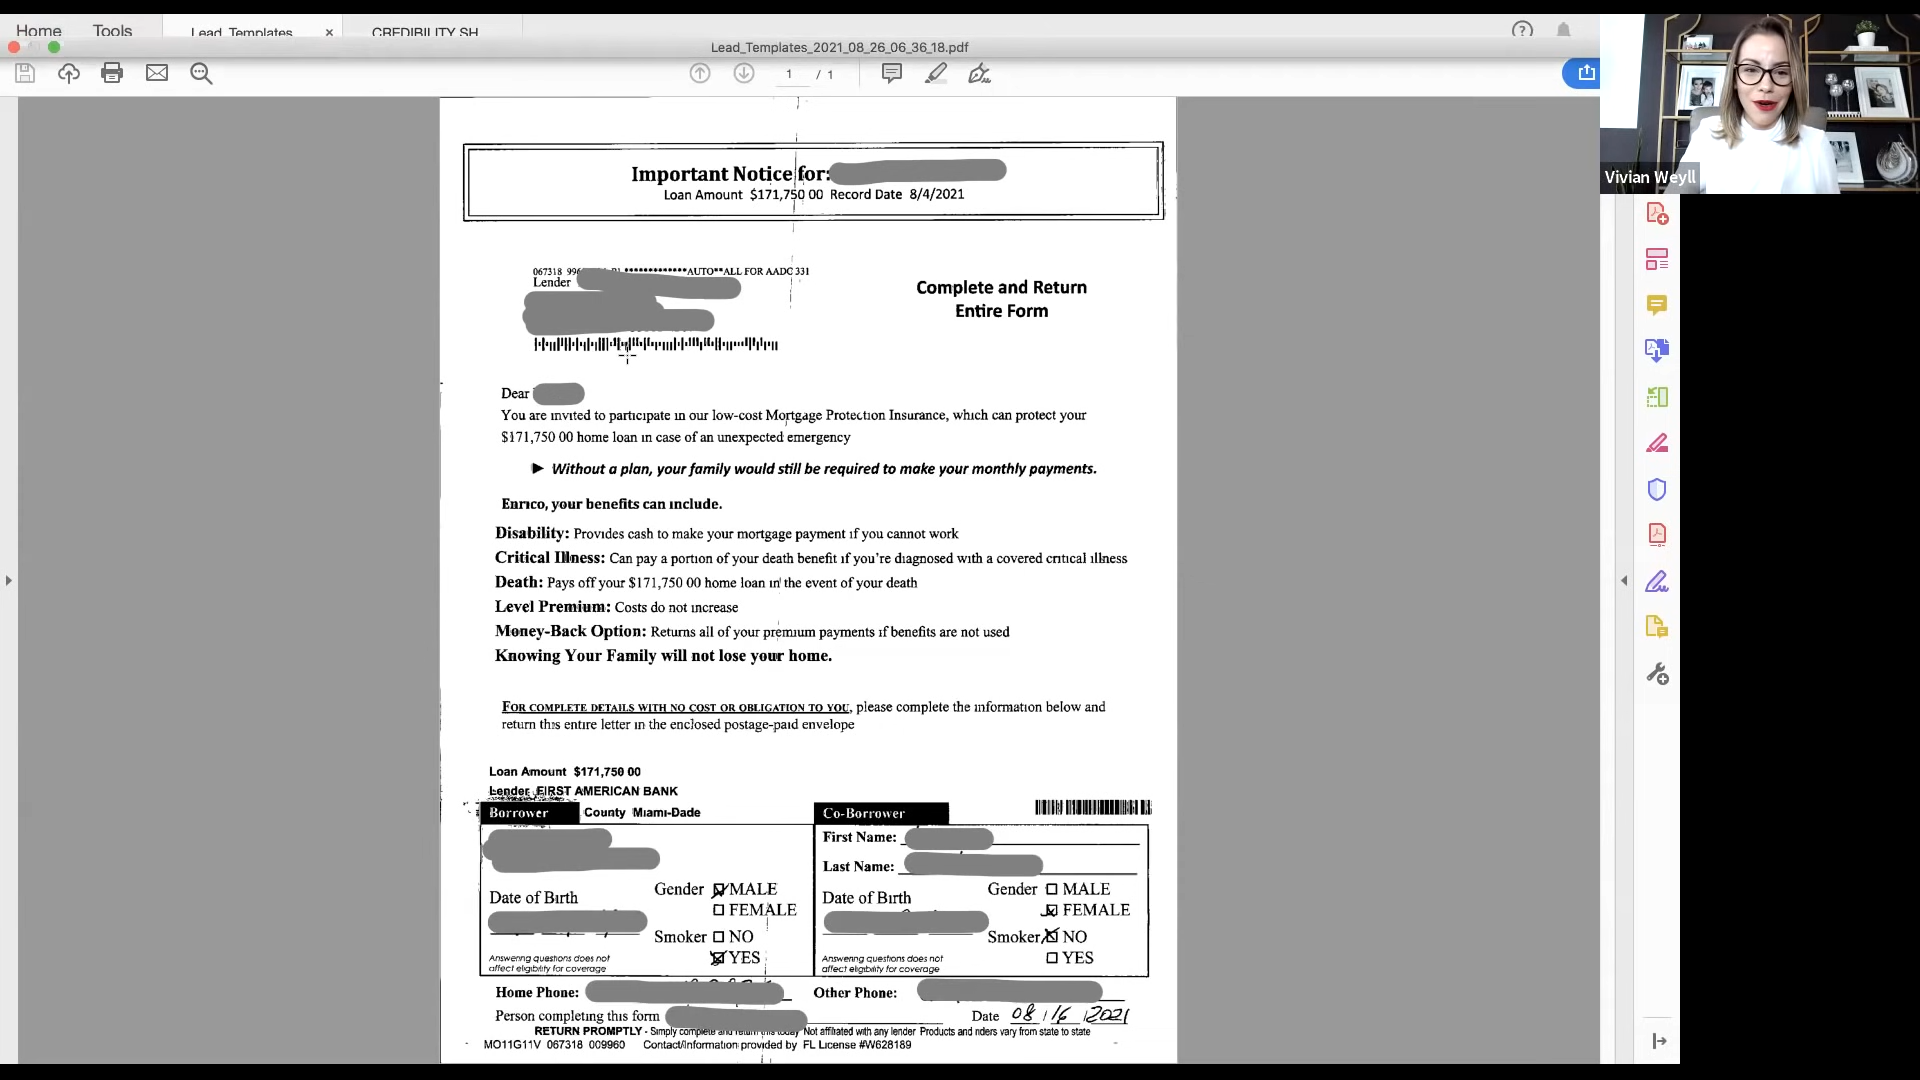 Home Tools Lead_Templates × CREDIBILITY SH
Lead_Templates_2021_08_26_06_36_18.pdf
1 / 1
Vivian Weyll
Important Notice for:
Loan Amount $171,750 00 Record Date 8/4/2021
067318 **************AUTO**ALL FOR AADC 331
Lender
Complete and Return
Entire Form
Dear
You are invited to participate in our low-cost Mortgage Protection Insurance, which can protect your
$171,750 00 home loan in case of an unexpected emergency
► Without a plan, your family would still be required to make your monthly payments.
Enrico, your benefits can include.
Disability: Provides cash to make your mortgage payment if you cannot work
Critical Illness: Can pay a portion of your death benefit if you're diagnosed with a covered critical illness
Death: Pays off your $171,750 00 home loan in the event of your death
Level Premium: Costs do not increase
Money-Back Option: Returns all of your premium payments if benefits are not used
Knowing Your Family will not lose your home.
FOR COMPLETE DETAILS WITH NO COST OR OBLIGATION TO YOU, please complete the information below and
return this entire letter in the enclosed postage-paid envelope
Loan Amount $171,750 00
Lender FIRST AMERICAN BANK
Borrower County Miami-Dade Co-Borrower
First Name:
Last Name:
Gender MALE Gender MALE
Date of Birth Date of Birth
FEMALE FEMALE
Smoker NO Smoker NO
YES YES
Answering questions does not Answering questions does not
affect eligibility for coverage affect eligibility for coverage
Home Phone: Other Phone:
Person completing this form Date 08/16/2021
RETURN PROMPTLY - Simply complete and return this today Not affiliated with any lender Products and riders vary from state to state
MO11G11V 067318 009960 Contact/Information provided by FL License #W628189